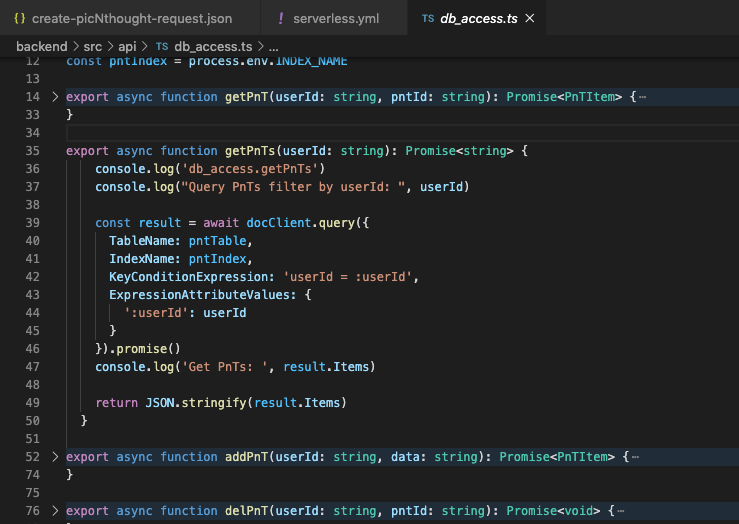 {} create-picNthought-request.json ! serverless.yml TS db_access.ts ×
backend > src > api > TS db_access.ts > ...
12 const pntIndex = process.env.INDEX_NAME
13
14 > export async function getPnT(userId: string, pntId: string): Promise<PnTItem> {⋯
33 }
34
35 export async function getPnTs(userId: string): Promise<string> {
36 console.log('db_access.getPnTs')
37 console.log("Query PnTs filter by userId: ", userId)
38
39 const result = await docClient.query({
40 TableName: pntTable,
41 IndexName: pntIndex,
42 KeyConditionExpression: 'userId = :userId',
43 ExpressionAttributeValues: {
44 ':userId': userId
45 }
46 }).promise()
47 console.log('Get PnTs: ', result.Items)
48
49 return JSON.stringify(result.Items)
50 }
51
52 > export async function addPnT(userId: string, data: string): Promise<PnTItem> {⋯
74 }
75
76 > export async function delPnT(userId: string, pntId: string): Promise<void> {⋯